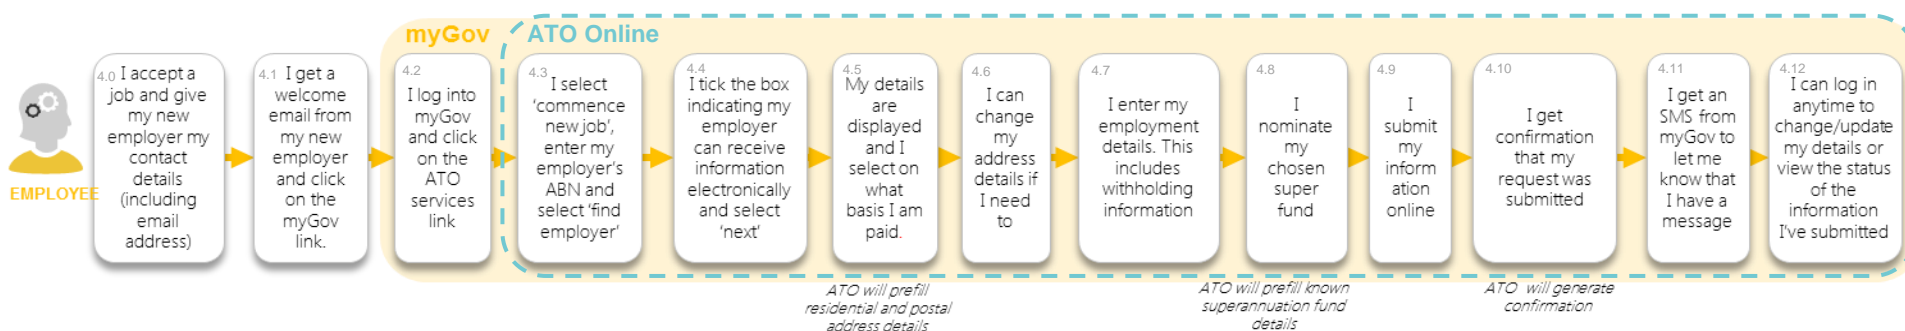 myGov
ATO Online
EMPLOYEE
4.0
I accept a
job and give
my new
employer my
contact
details
(including
email
address)
4.1
I get a
welcome
email from
my new
employer
and click
on the
myGov
link.
4.2
I log into
myGov
and click
on the
ATO
services
link
4.3
I select
‘commence
new job’,
enter my
employer’s
ABN and
select ‘find
employer’
4.4
I tick the box
indicating my
employer
can receive
information
electronically
and select
‘next’
4.5
My details
are
displayed
and I
select on
what
basis I am
paid.
ATO will prefill
residential and postal
address details
4.6
I can
change
my
address
details if
I need
to
4.7
I enter my
employment
details. This
includes
withholding
information
4.8
I
nominate
my
chosen
super
fund
ATO will prefill known
superannuation fund
details
4.9
I
submit
my
inform
ation
online
4.10
I get
confirmation
that my
request was
submitted
ATO will generate
confirmation
4.11
I get an
SMS from
myGov to
let me
know that
I have a
message
4.12
I can log in
anytime to
change/update
my details or
view the status
of the
information
I’ve submitted